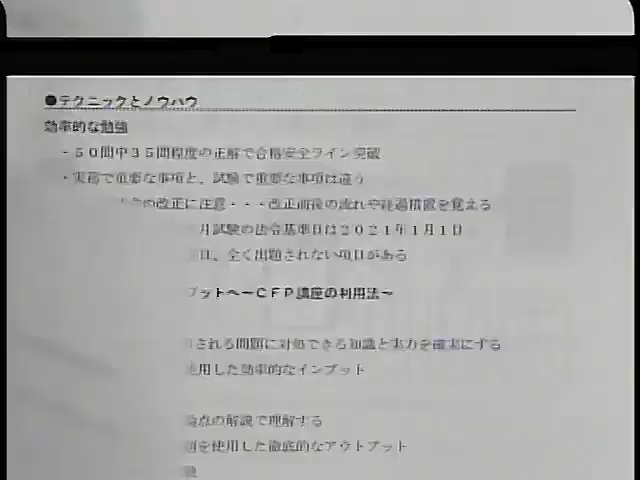 ●テクニックとノウハウ
効率的な勉強
・50問中35問程度の正解で合格安全ライン突破
・実務で重要な事項と、試験で重要な事項は違う
の改正に注意・・・改正前後の流れや経過措置を覚える
月試験の法令基準日は2021年1月1日
、全く出題されない項目がある
プットへ～CFP講座の利用法～
される問題に対処できる知識と実力を確実にする
用した効率的なインプット
点の解説で理解する
を使用した徹底的なアウトプット